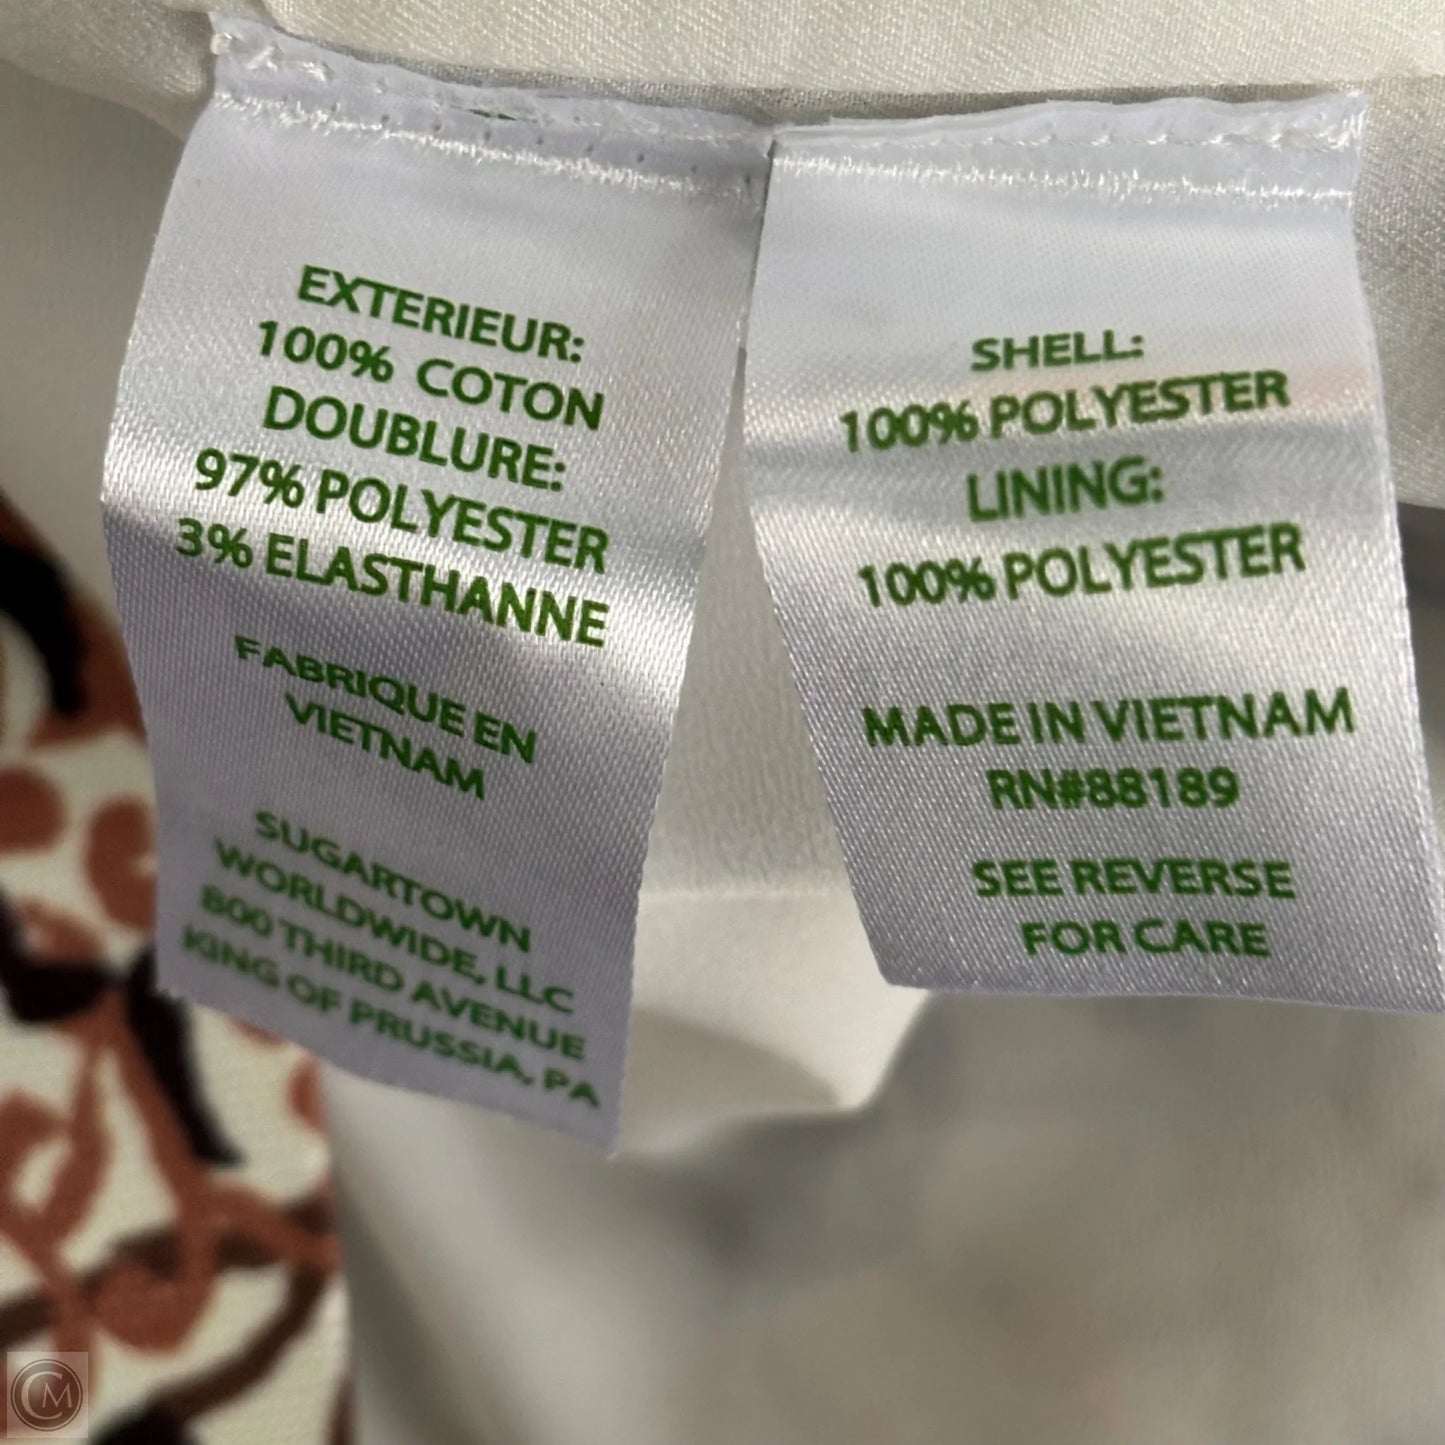 EXTERIEUR:
100% COTON
DOUBLURE:
97% POLYESTER
3% ELASTHANNE
FABRIQUE EN
VIETNAM
SUGARTOWN
WORLDWIDE, LLC
800 THIRD AVENUE
KING OF PRUSSIA, PA
SHELL:
100% POLYESTER
LINING:
100% POLYESTER
MADE IN VIETNAM
RN#88189
SEE REVERSE
FOR CARE
CM